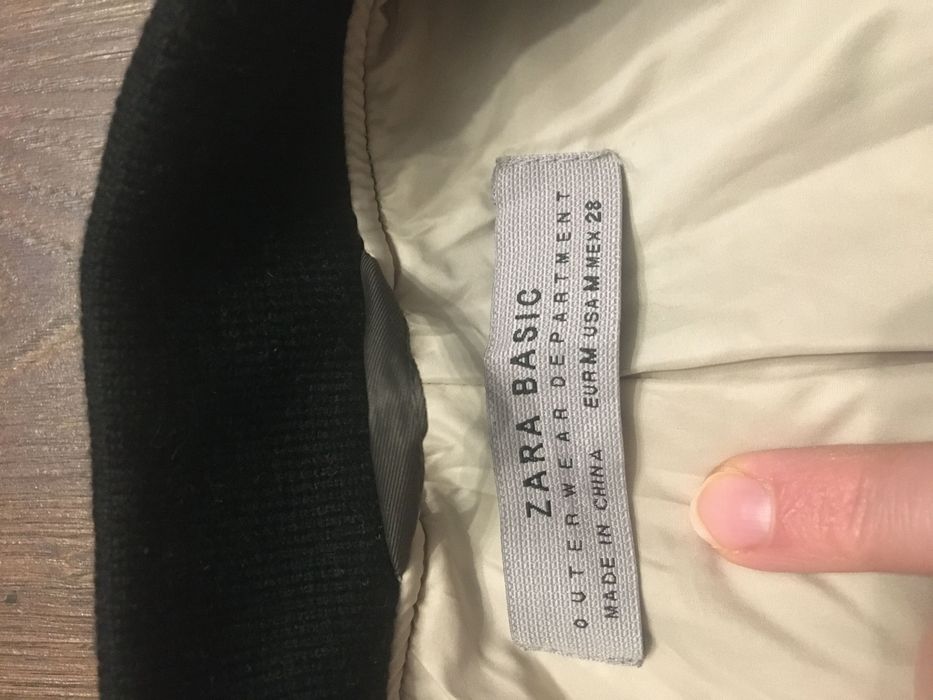 ZARA BASIC
OUTERWEAR DEPARTMENT
MADE IN CHINA EUR M USA M MEX 28